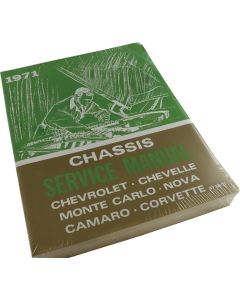 1971
CHASSIS
SERVICE MANUAL
CHEVROLET · CHEVELLE
MONTE CARLO · NOVA
CAMARO · CORVETTE